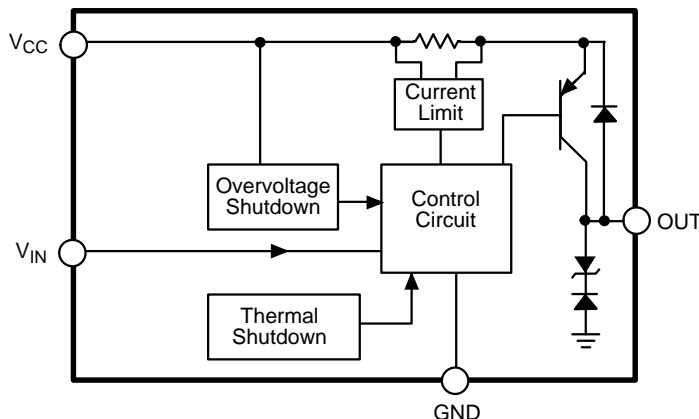 VCC
Current
Limit
Overvoltage
Shutdown
Control
Circuit
OUT
VIN
Thermal
Shutdown
GND